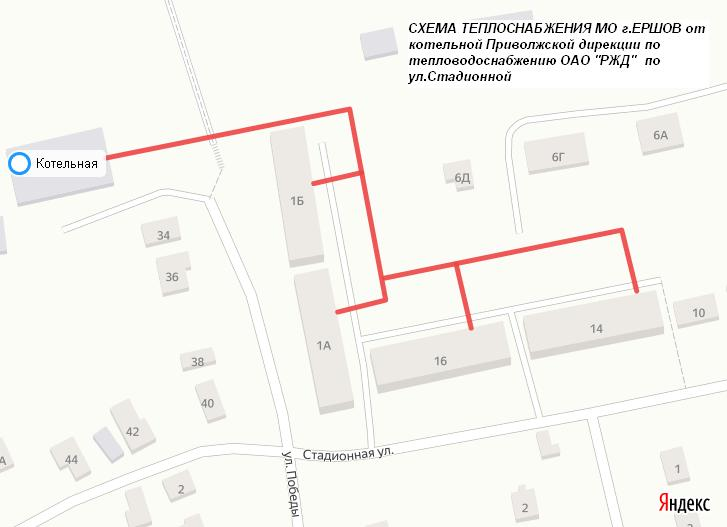 СХЕМА ТЕПЛОСНАБЖЕНИЯ МО г.ЕРШОВ от
котельной Приволжской дирекции по
тепловодоснабжению ОАО "РЖД" по
ул.Стадионной
Котельная
6А
6Г
6Д
1Б
34
36
10
14
1А
16
38
40
42
44
А
Стадионная ул.
ул. Победы
1
2
2
Яндекс